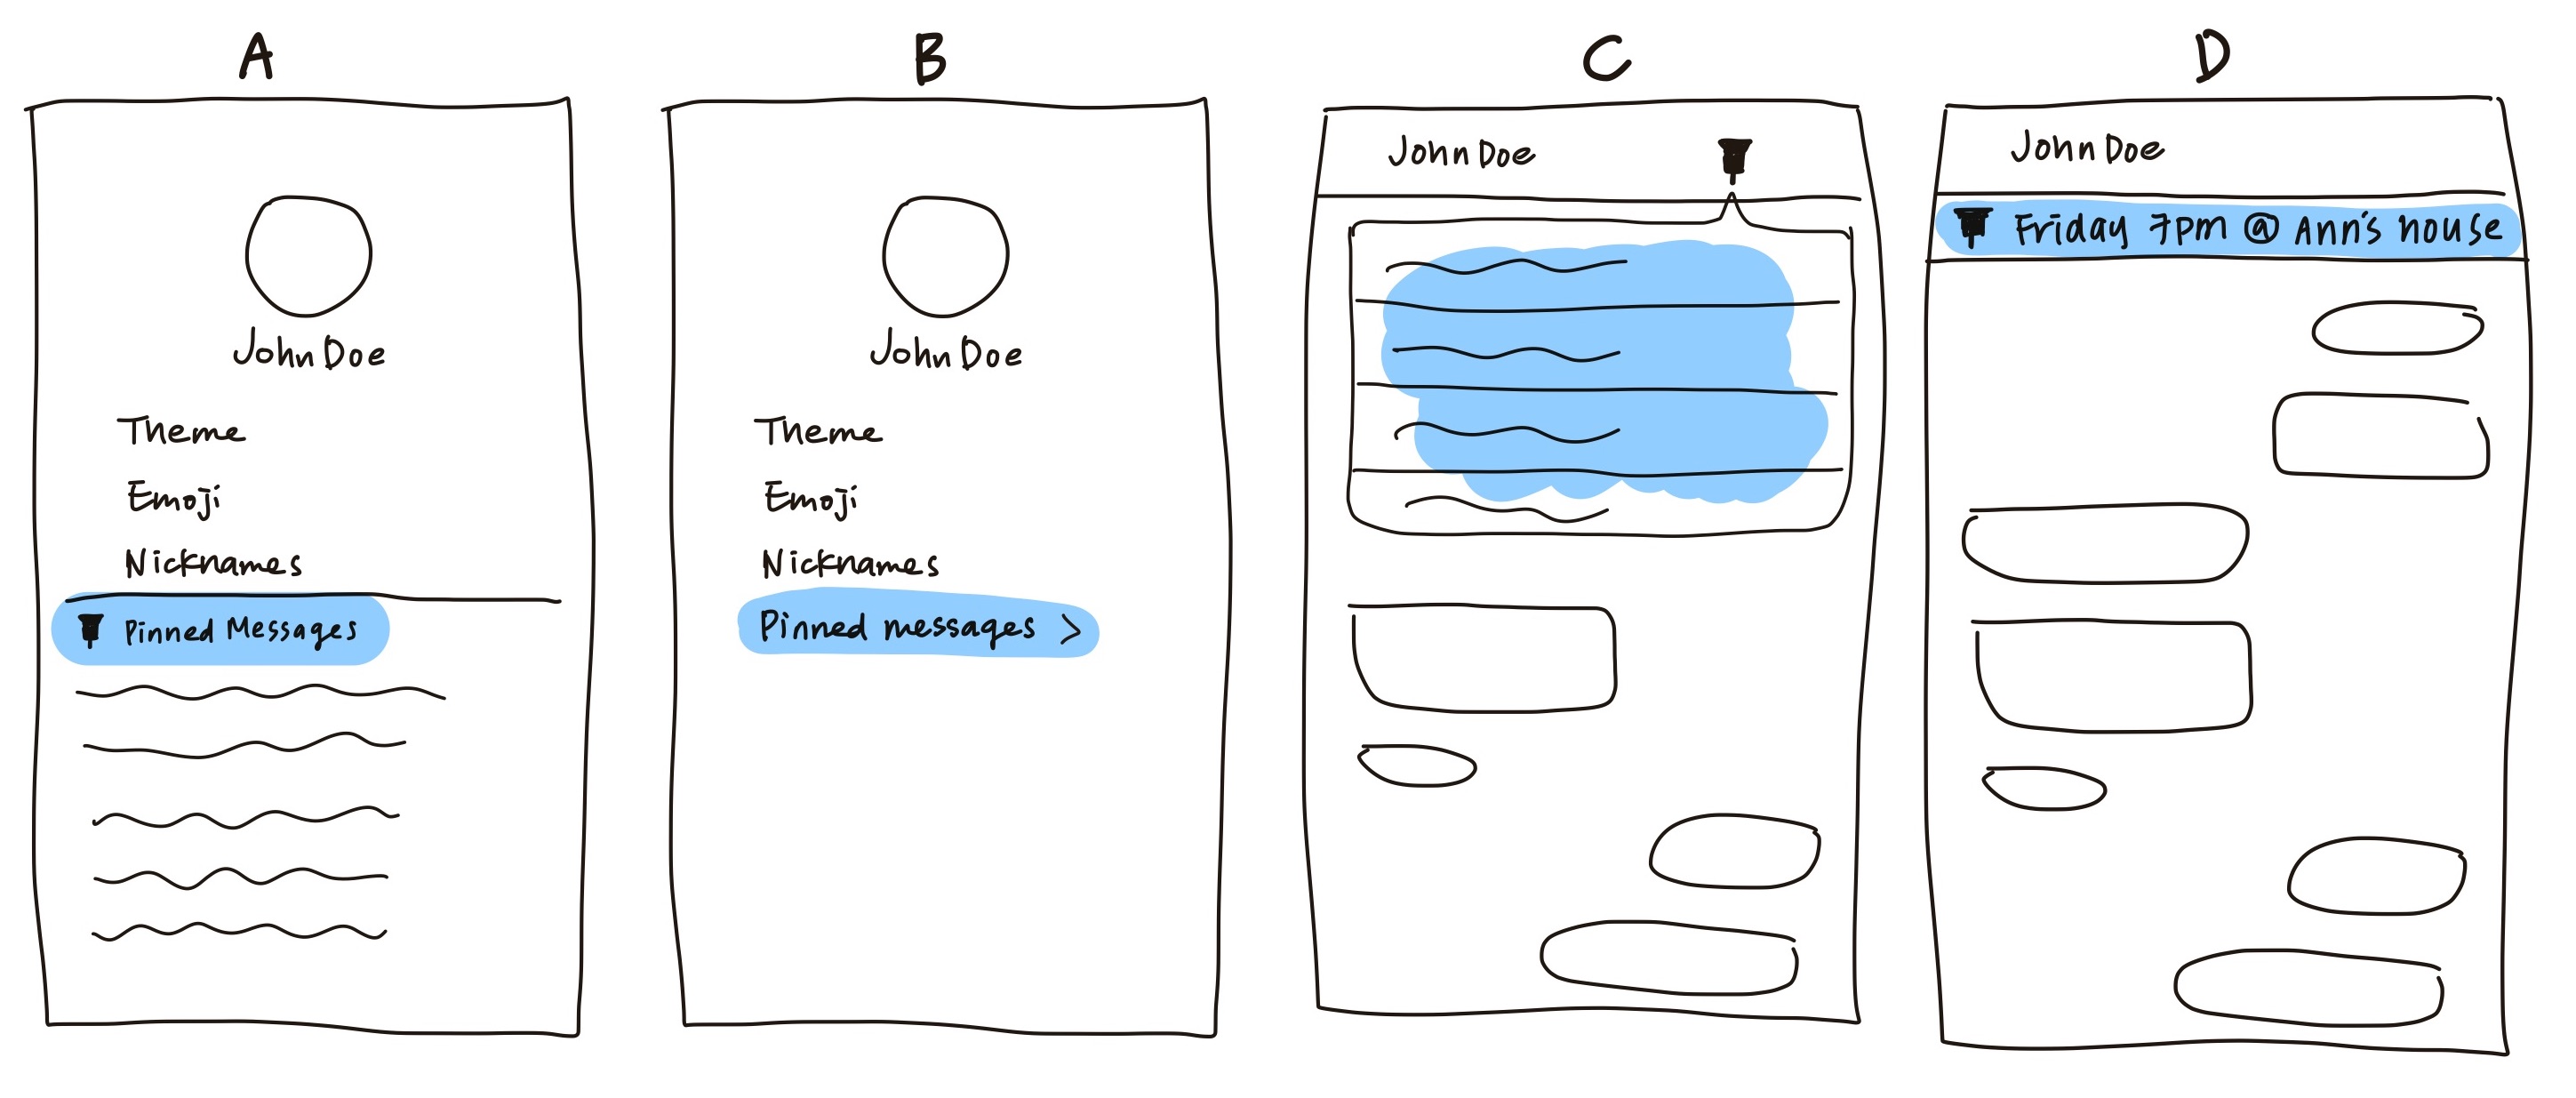 A
John Doe
Theme
Emoji
Nicknames
Pinned Messages
B
John Doe
Theme
Emoji
Nicknames
Pinned messages >
C
John Doe
D
John Doe
Friday 7pm @ Ann's house